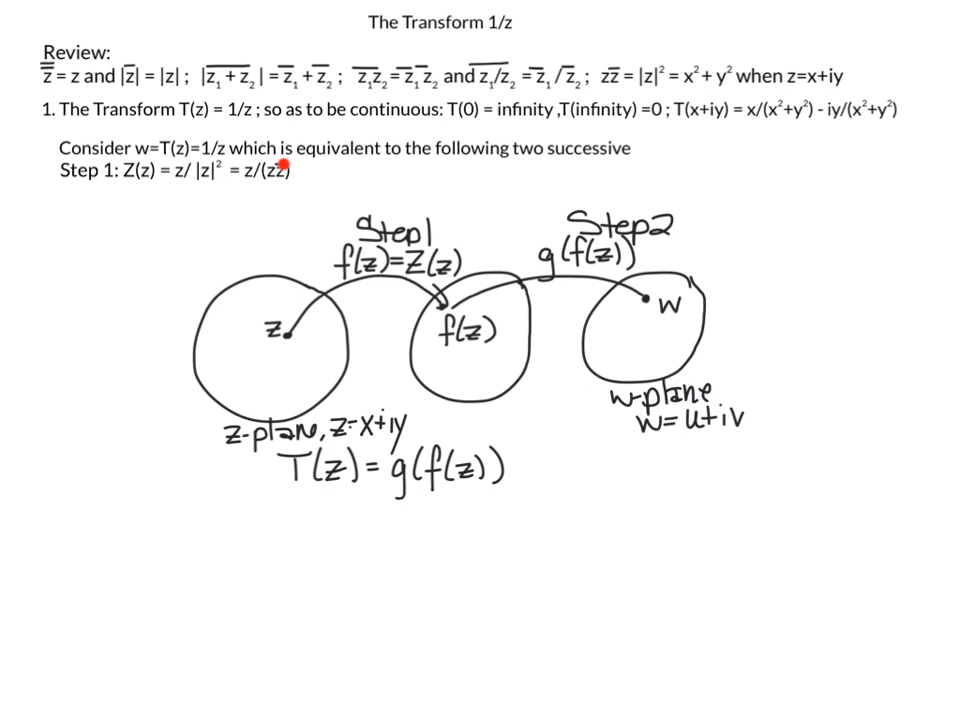 The Transform 1/z
Review:
z̿ = z and |z̅| = |z| ; |z̅₁ ̅+̅ ̅z̅₂ | = z̅₁ + z̅₂ ; z̅₁z̅₂ = z̅₁ z̅₂ and z̅₁/̅z̅₂ = z̅₁ / z̅₂ ; zz̅ = |z|² = x² + y² when z=x+iy
1. The Transform T(z) = 1/z ; so as to be continuous: T(0) = infinity ,T(infinity) =0 ; T(x+iy) = x/(x²+y²) - iy/(x²+y²)
Consider w=T(z)=1/z which is equivalent to the following two successive
Step 1: Z(z) = z/ |z|² = z/(zz̅)
Step1
Step2
f(z)=Z(z)
g(f(z))
z
f(z)
w
z-plane, z=x+iy
w-plane
w= u+iv
T(z)= g(f(z))